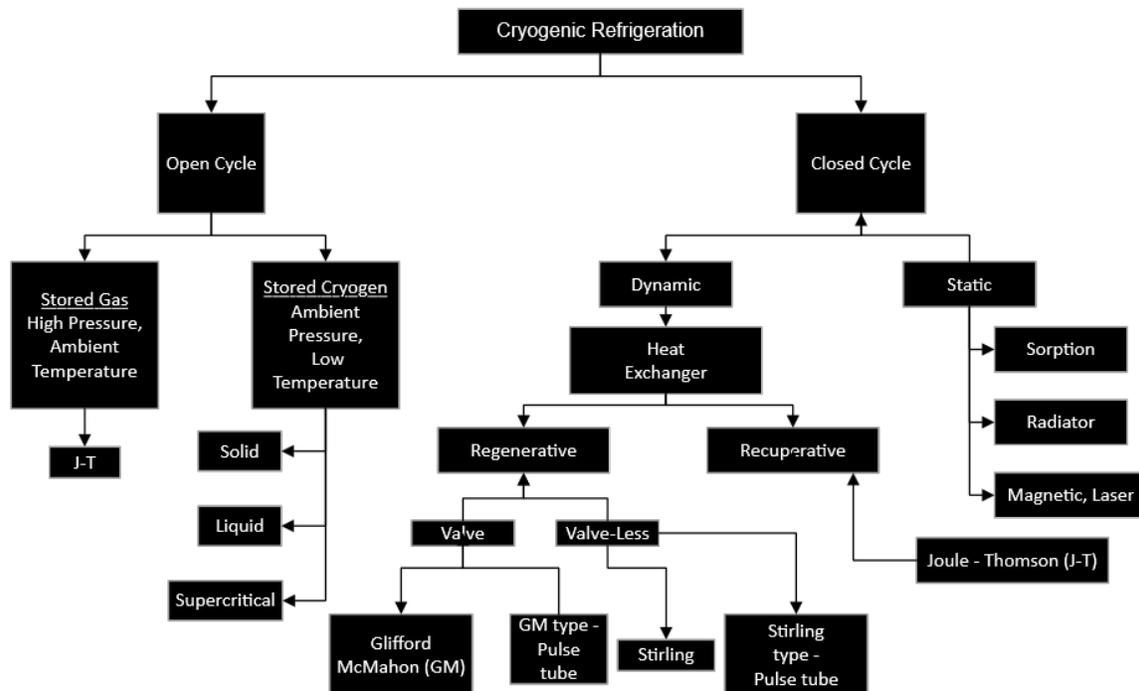 Cryogenic Refrigeration
Open Cycle
Closed Cycle
Stored Gas
High Pressure,
Ambient
Temperature
Stored Cryogen
Ambient
Pressure,
Low
Temperature
Dynamic
Static
Heat
Exchanger
Sorption
Radiator
Magnetic, Laser
J-T
Solid
Liquid
Supercritical
Regenerative
Recuperative
Valve
Valve-Less
Joule - Thomson (J-T)
Glifford
McMahon (GM)
GM type -
Pulse
tube
Stirling
Stirling
type -
Pulse tube